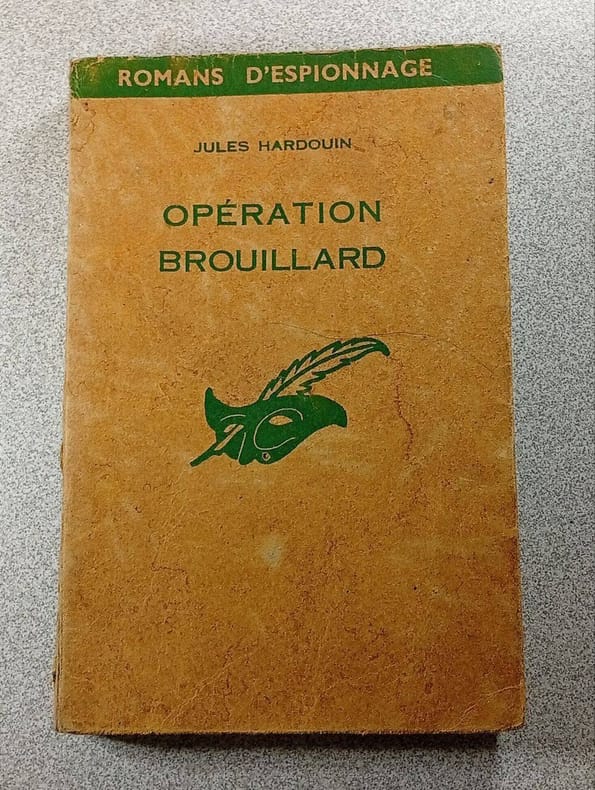 ROMANS D'ESPIONNAGE
JULES HARDOUIN
OPÉRATION
BROUILLARD